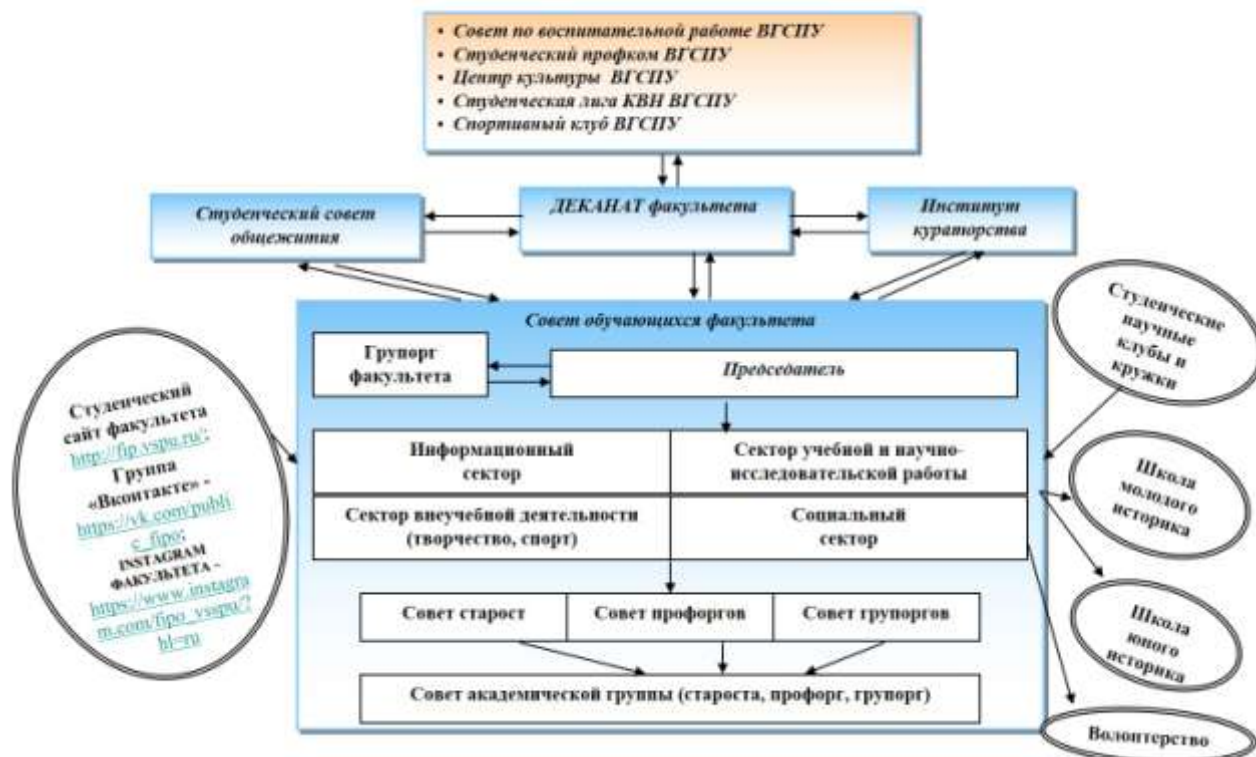 • Совет по воспитательной работе ВГСПУ
• Студенческий профком ВГСПУ
• Центр культуры ВГСПУ
• Студенческая лига КВН ВГСПУ
• Спортивный клуб ВГСПУ
Студенческий совет
общежития
ДЕКАНАТ факультета
Институт
кураторства
Совет обучающихся факультета
Групорг
факультета
Председатель
Информационный
сектор
Сектор учебной и научно-
исследовательской работы
Сектор внеучебной деятельности
(творчество, спорт)
Социальный
сектор
Совет старост
Совет профоргов
Совет групоргов
Совет академической группы (староста, профорг, групорг)
Студенческий
сайт факультета
http://fip.vspu.ru/;
Группа
«Вконтакте» -
https://vk.com/publi
c_fipo;
INSTAGRAM
ФАКУЛЬТЕТА -
https://www.instagra
m.com/fipo_vsspu/?
hl=ru
Студенческие
научные
клубы и
кружки
Школа
молодого
историка
Школа
юного
историка
Волонтерство